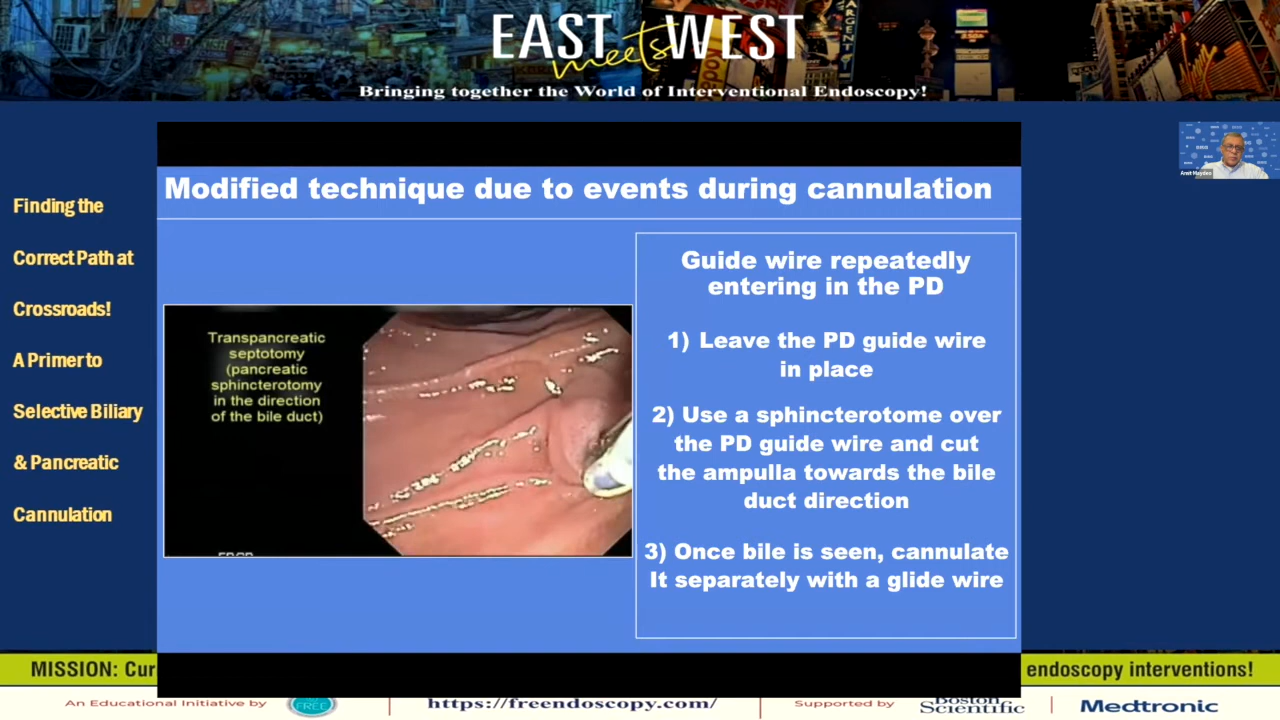 EAST meets WEST
Bringing together the World of Interventional Endoscopy!
Amit Maydeo
Modified technique due to events during cannulation
Finding the
Correct Path at
Crossroads!
A Primer to
Selective Biliary
& Pancreatic
Cannulation
Transpancreatic
septotomy
(pancreatic
sphincterotomy
in the direction
of the bile duct)
ERCP
Guide wire repeatedly
entering in the PD
1) Leave the PD guide wire
in place
2) Use a sphincterotome over
the PD guide wire and cut
the ampulla towards the bile
duct direction
3) Once bile is seen, cannulate
It separately with a glide wire
MISSION: Cur
endoscopy interventions!
An Educational Initiative by
FREE
https://freendoscopy.com/
Supported by
Boston
Scientific
Medtronic